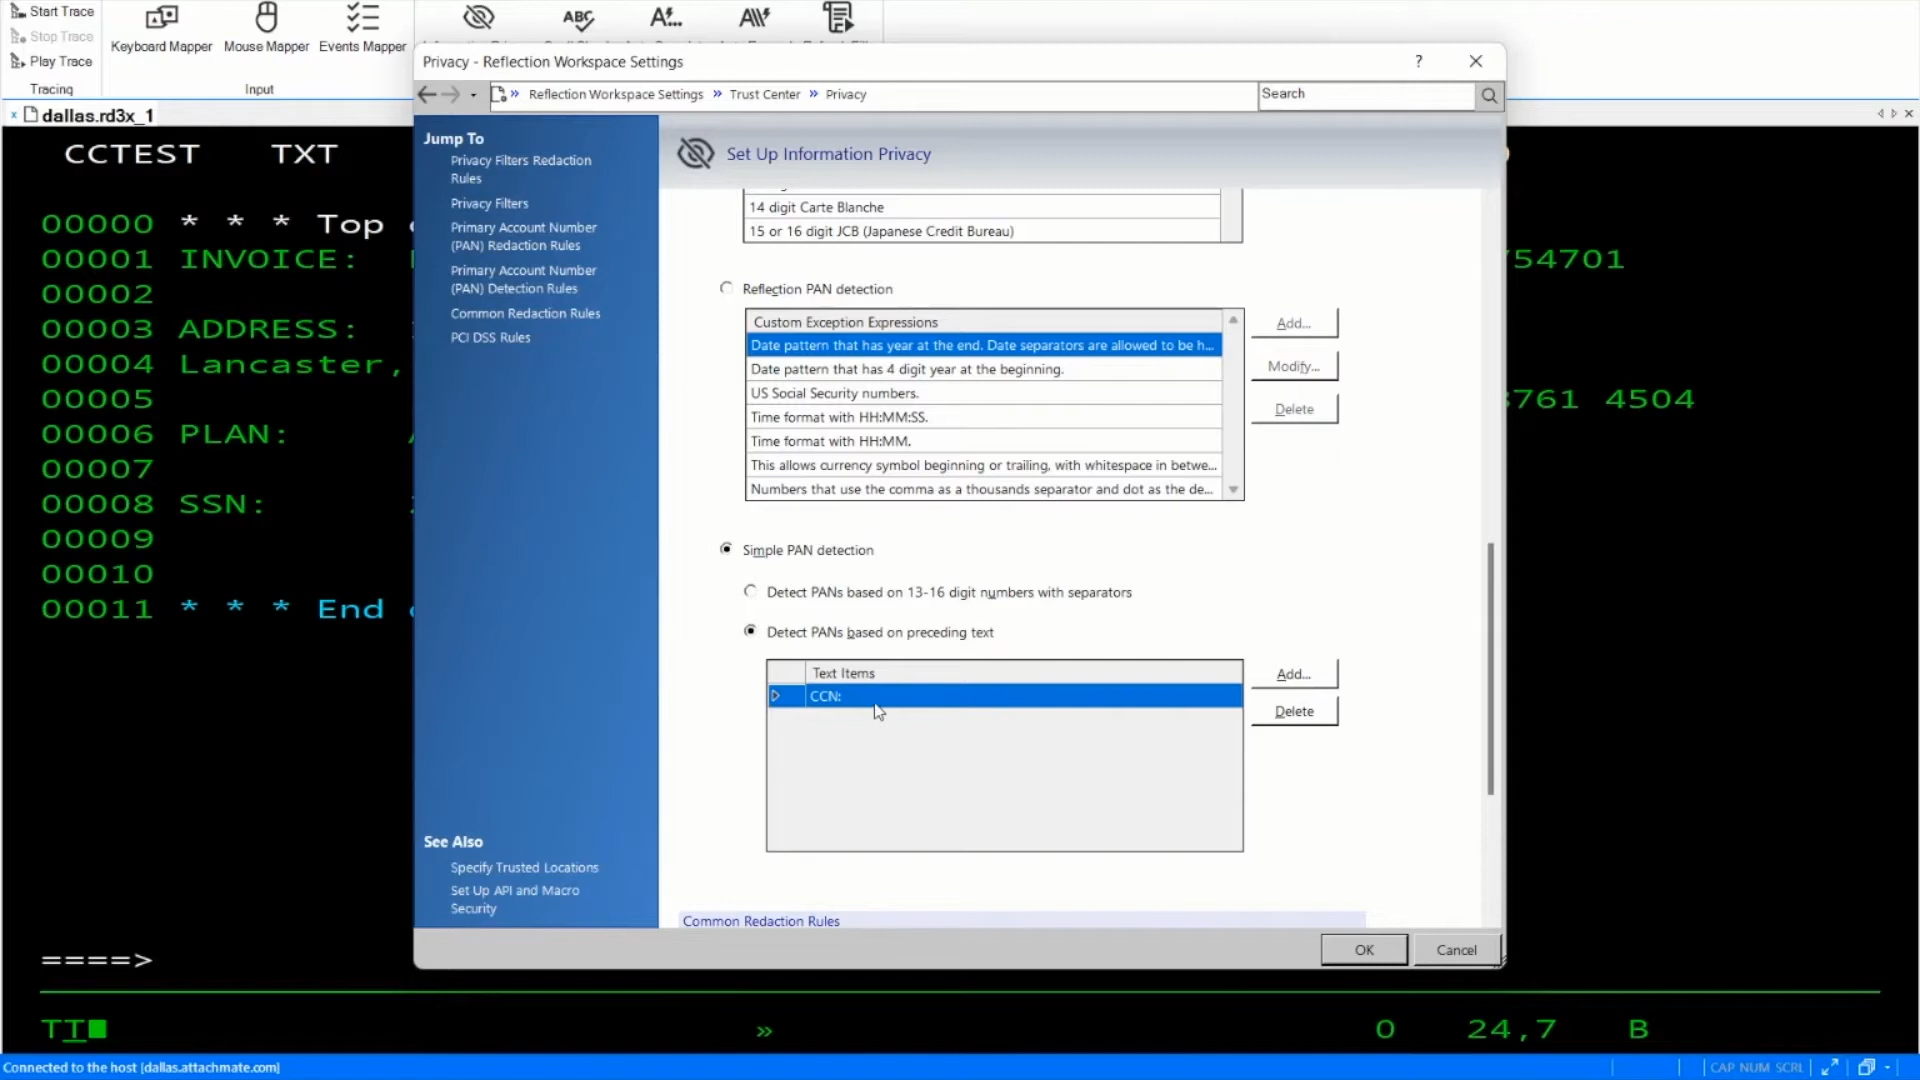 Start Trace
Stop Trace
Play Trace
Tracing
Keyboard Mapper
Mouse Mapper
Events Mapper
Input
ABC
dallas.rd3x_1
CCTEST TXT
00000 * * * Top
00001 INVOICE:
754701
00002
00003 ADDRESS:
00004 Lancaster,
00005
3761 4504
00006 PLAN:
00007
00008 SSN:
00009
00010
00011 * * * End
====>
TI
»
0 24,7 B
Connected to the host [dallas.attachmate.com]
CAP NUM SCRL
Privacy - Reflection Workspace Settings
?
» Reflection Workspace Settings » Trust Center » Privacy
Search
Jump To
Privacy Filters Redaction
Rules
Privacy Filters
Primary Account Number
(PAN) Redaction Rules
Primary Account Number
(PAN) Detection Rules
Common Redaction Rules
PCI DSS Rules
See Also
Specify Trusted Locations
Set Up API and Macro
Security
Set Up Information Privacy
14 digit Carte Blanche
15 or 16 digit JCB (Japanese Credit Bureau)
Reflection PAN detection
Custom Exception Expressions
Date pattern that has year at the end. Date separators are allowed to be h...
Date pattern that has 4 digit year at the beginning.
US Social Security numbers.
Time format with HH:MM:SS.
Time format with HH:MM.
This allows currency symbol beginning or trailing, with whitespace in betwe...
Numbers that use the comma as a thousands separator and dot as the de...
Add...
Modify...
Delete
Simple PAN detection
Detect PANs based on 13-16 digit numbers with separators
Detect PANs based on preceding text
Text Items
CCN:
Add...
Delete
Common Redaction Rules
OK
Cancel